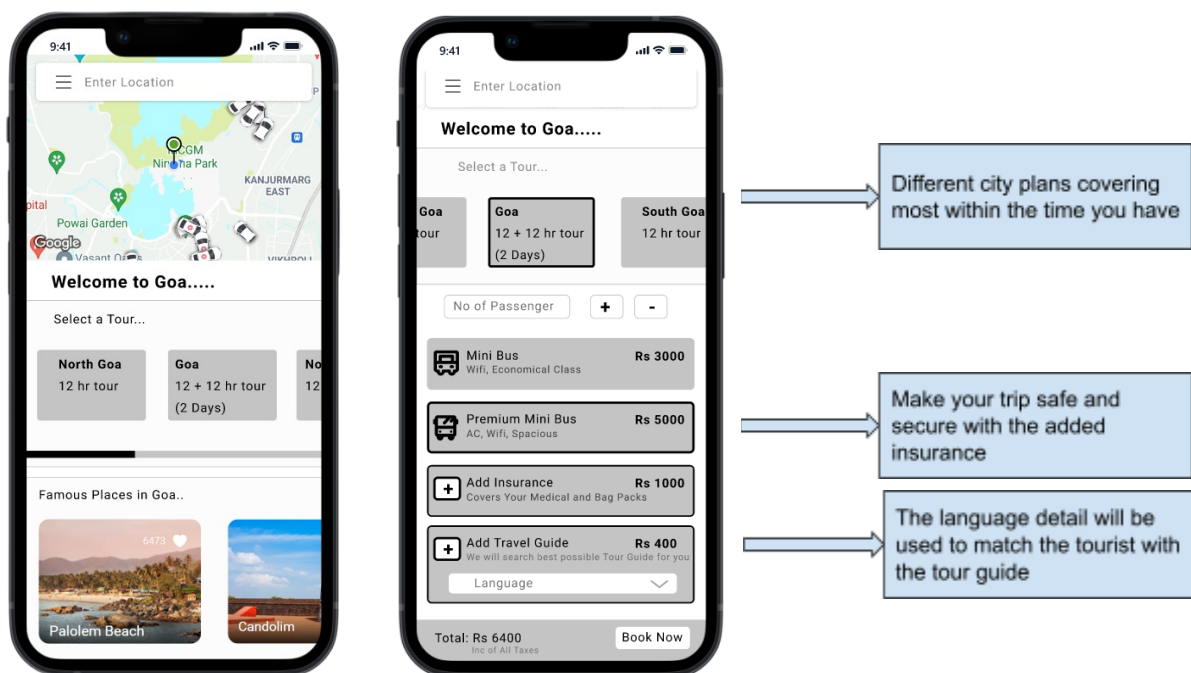 9:41
Enter Location
MCGM
Nirvana Park
KANJURMARG
EAST
pital
Powai Garden
Google
VIKHROLI
Welcome to Goa.....
Select a Tour...
North Goa
12 hr tour
Goa
12 + 12 hr tour
(2 Days)
No
12
Famous Places in Goa..
6473
Palolem Beach
Candolim
9:41
Enter Location
Welcome to Goa.....
Select a Tour...
Goa
tour
Goa
12 + 12 hr tour
(2 Days)
South Goa
12 hr tour
No of Passenger
+
-
Mini Bus
Rs 3000
Wifi, Economical Class
Premium Mini Bus
Rs 5000
AC, Wifi, Spacious
+
Add Insurance
Rs 1000
Covers Your Medical and Bag Packs
+
Add Travel Guide
Rs 400
We will search best possible Tour Guide for you
Language
Total: Rs 6400
Inc of All Taxes
Book Now
Different city plans covering
most within the time you have
Make your trip safe and
secure with the added
insurance
The language detail will be
used to match the tourist with
the tour guide